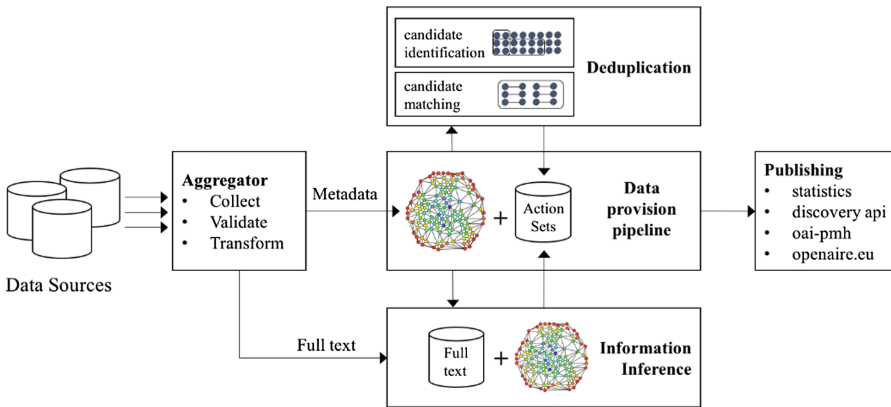 candidate
identification
candidate
matching
Deduplication
Data Sources
Aggregator
• Collect
• Validate
• Transform
Metadata
Action
Sets
Data
provision
pipeline
Publishing
• statistics
• discovery api
• oai-pmh
• openaire.eu
Full text
Full
text
Information
Inference